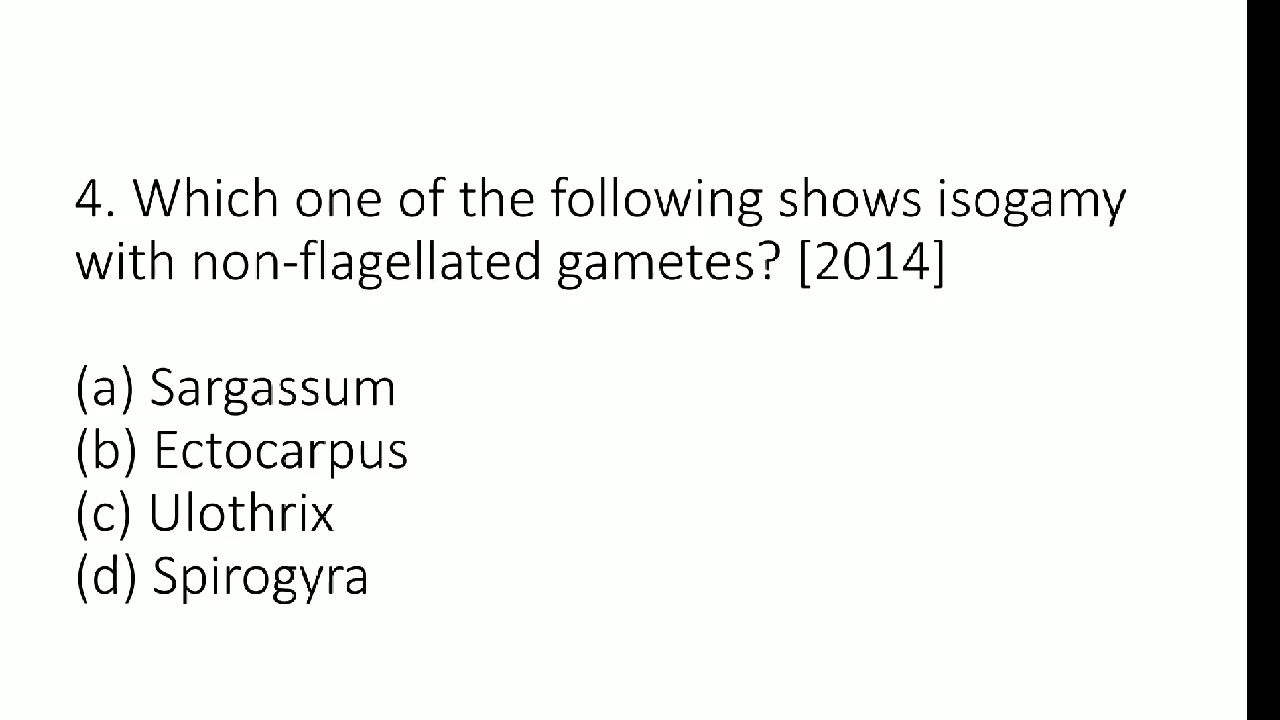 4. Which one of the following shows isogamy
with non-flagellated gametes? [2014]
(a) Sargassum
(b) Ectocarpus
(c) Ulothrix
(d) Spirogyra